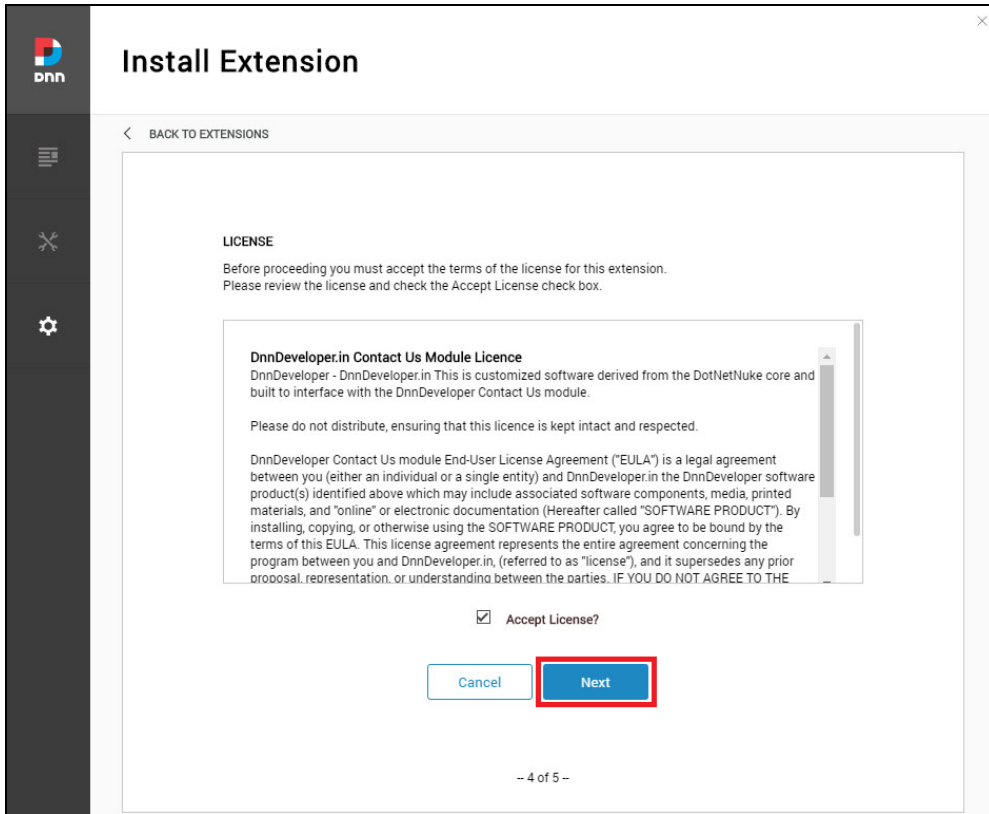 Install Extension
Dnn
BACK TO EXTENSIONS
LICENSE
Before proceeding you must accept the terms of the license for this extension.
Please review the license and check the Accept License check box.
DnnDeveloper.in Contact Us Module Licence
DnnDeveloper - DnnDeveloper.in This is customized software derived from the DotNetNuke core and
built to interface with the DnnDeveloper Contact Us module.
Please do not distribute, ensuring that this licence is kept intact and respected.
DnnDeveloper Contact Us module End-User License Agreement ("EULA") is a legal agreement
between you (either an individual or a single entity) and DnnDeveloper.in the DnnDeveloper software
product(s) identified above which may include associated software components, media, printed
materials, and "online" or electronic documentation (Hereafter called "SOFTWARE PRODUCT"). By
installing, copying, or otherwise using the SOFTWARE PRODUCT, you agree to be bound by the
terms of this EULA. This license agreement represents the entire agreement concerning the
program between you and DnnDeveloper.in, (referred to as "license"), and it supersedes any prior
proposal, representation, or understanding between the parties. IF YOU DO NOT AGREE TO THE
Accept License?
Cancel
Next
-- 4 of 5 --